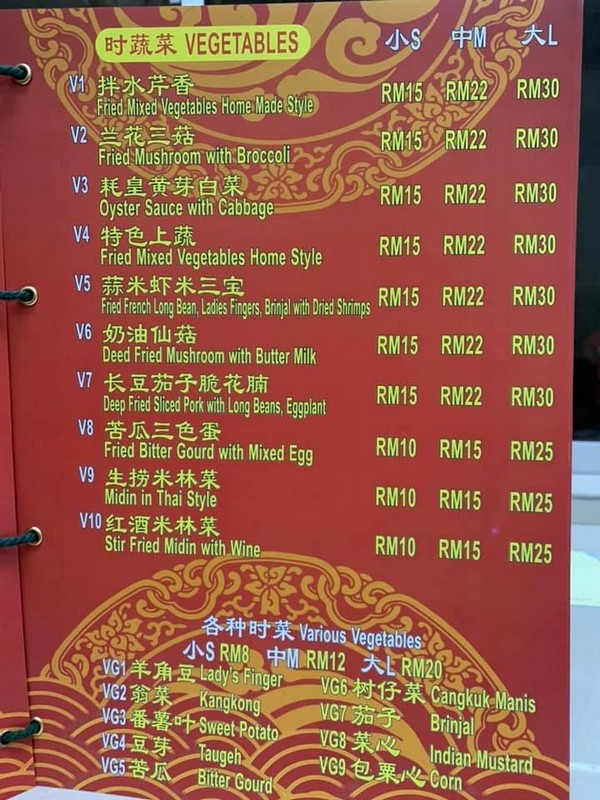 时蔬菜 VEGETABLES 小S 中M 大L
V1 拌水芹香 RM15 RM22 RM30
Fried Mixed Vegetables Home Made Style
V2 兰花三菇 RM15 RM22 RM30
Fried Mushroom with Broccoli
V3 耗皇黄芽白菜 RM15 RM22 RM30
Oyster Sauce with Cabbage
V4 特色上蔬 RM15 RM22 RM30
Fried Mixed Vegetables Home Style
V5 蒜米虾米三宝 RM15 RM22 RM30
Fried French Long Bean, Ladies Fingers, Brinjal with Dried Shrimps
V6 奶油仙菇 RM15 RM22 RM30
Deed Fried Mushroom with Butter Milk
V7 长豆茄子脆花腩 RM15 RM22 RM30
Deep Fried Sliced Pork with Long Beans, Eggplant
V8 苦瓜三色蛋 RM10 RM15 RM25
Fried Bitter Gourd with Mixed Egg
V9 生捞米林菜 RM10 RM15 RM25
Midin in Thai Style
V10 红酒米林菜 RM10 RM15 RM25
Stir Fried Midin with Wine
各种时菜 Various Vegetables
小S RM8 中M RM12 大L RM20
VG1 羊角豆 Lady's Finger
VG2 翁菜 Kangkong
VG3 番薯叶 Sweet Potato
VG4 豆芽 Taugeh
VG5 苦瓜 Bitter Gourd
VG6 树仔菜 Cangkuk Manis
VG7 茄子 Brinjal
VG8 菜心 Indian Mustard
VG9 包粟心 Corn